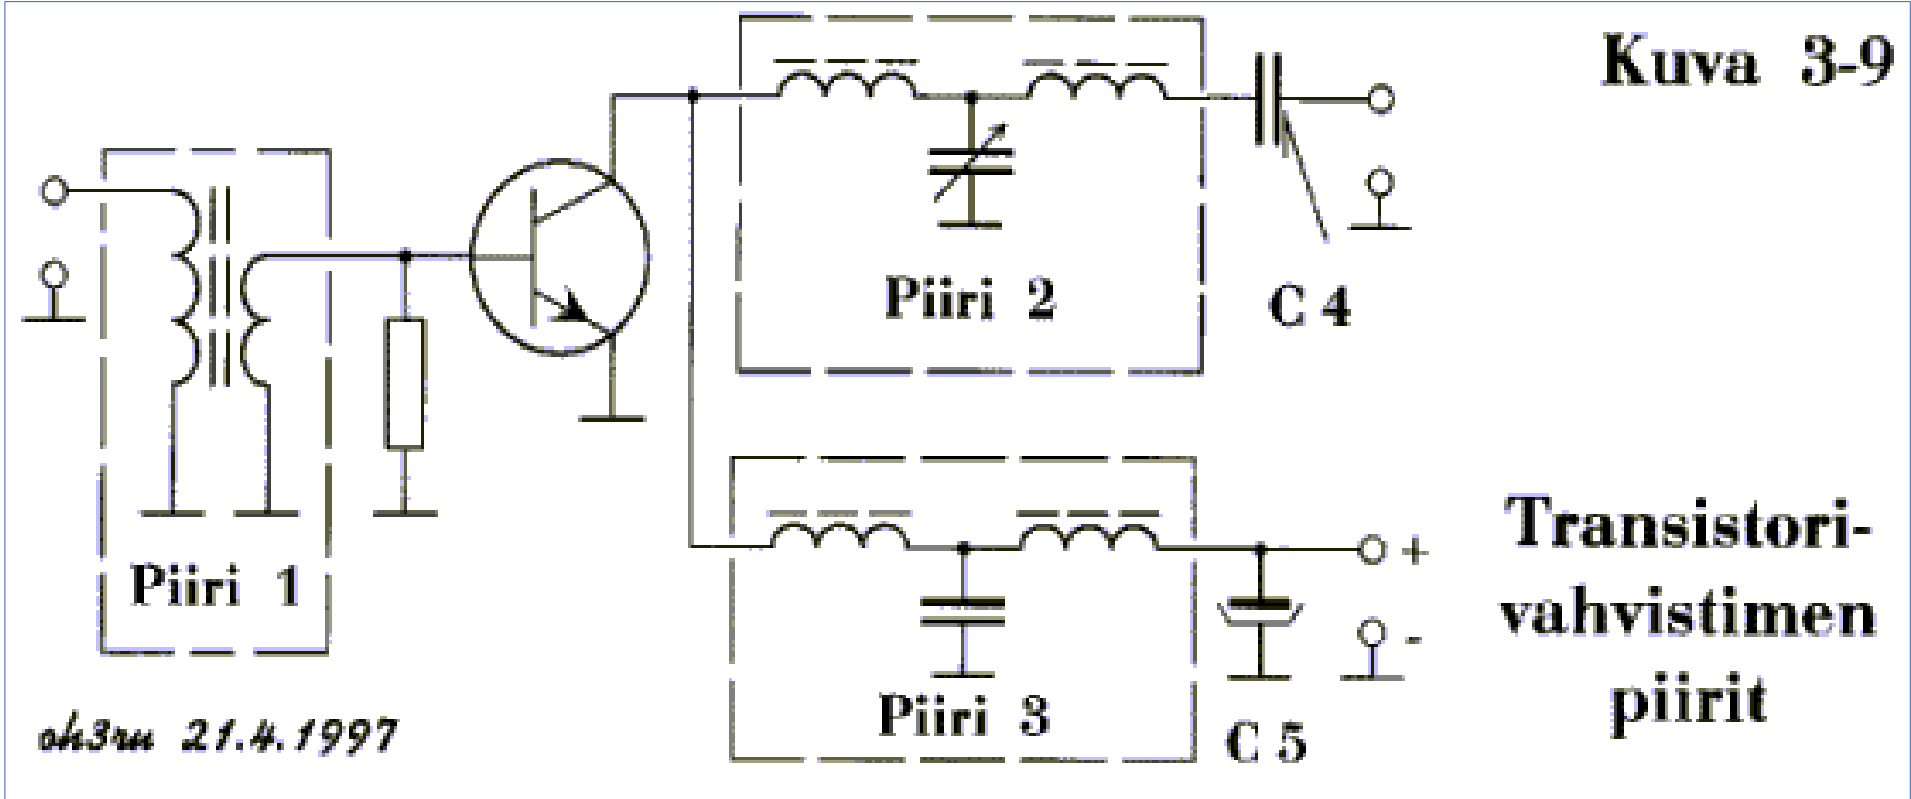 Kuva 3-9
Piiri 1
Piiri 2
C 4
+
-
Piiri 3
C 5
Transistori-
vahvistimen
piirit
oh3ru 21.4.1997